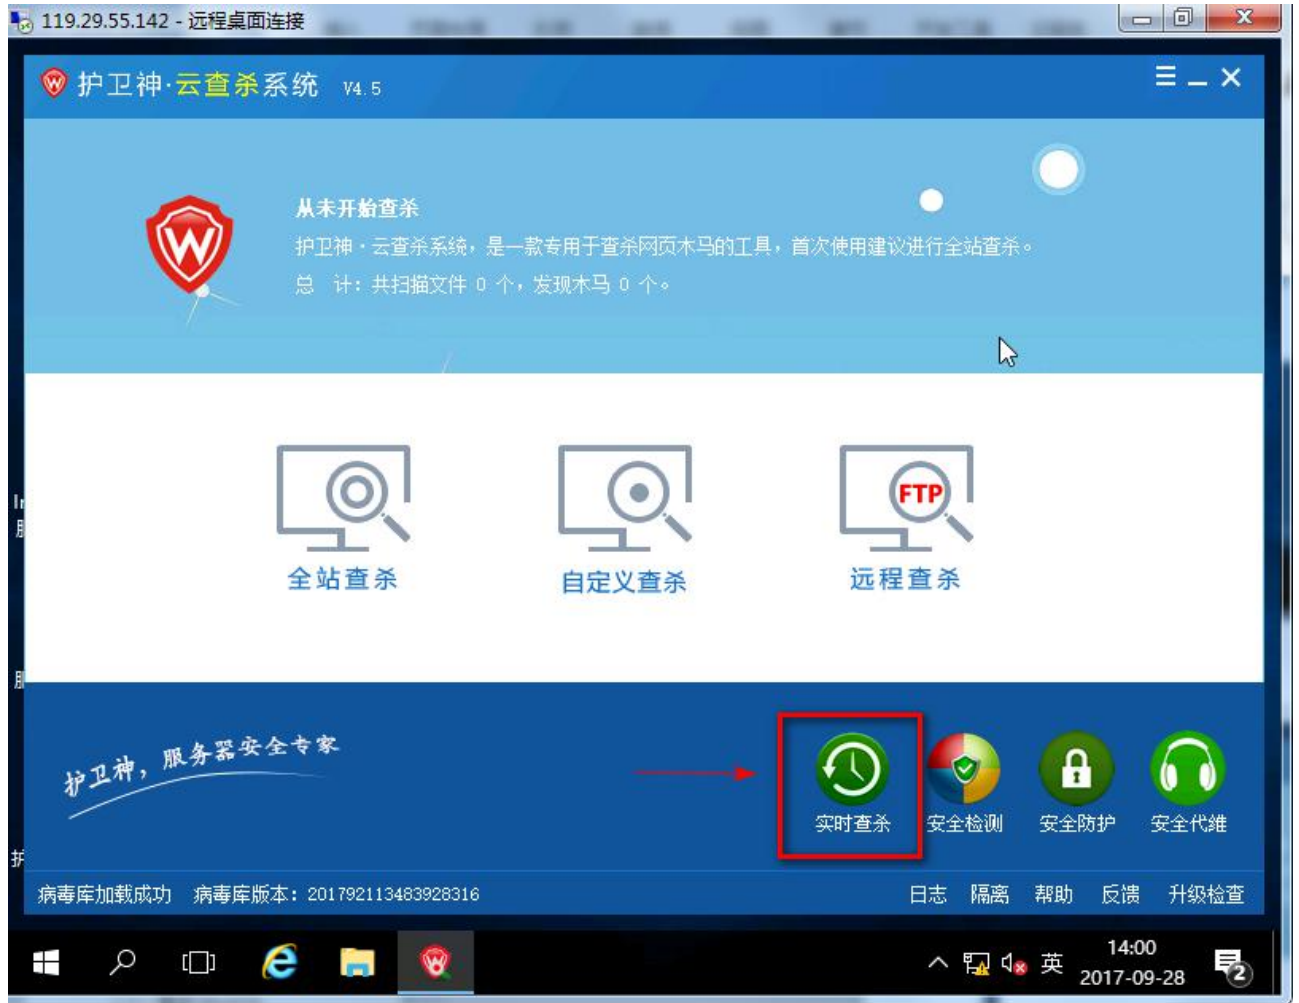 119.29.55.142 - 远程桌面连接
护卫神·云查杀系统 V4.5
从未开始查杀
护卫神·云查杀系统，是一款专用于查杀网页木马的工具，首次使用建议进行全站查杀。
总 计：共扫描文件 0 个，发现木马 0 个。
FTP
全站查杀 自定义查杀 远程查杀
护卫神，服务器安全专家
实时查杀 安全检测 安全防护 安全代维
病毒库加载成功 病毒库版本：201792113483928316 日志 隔离 帮助 反馈 升级检查
英 14:00
2017-09-28 2